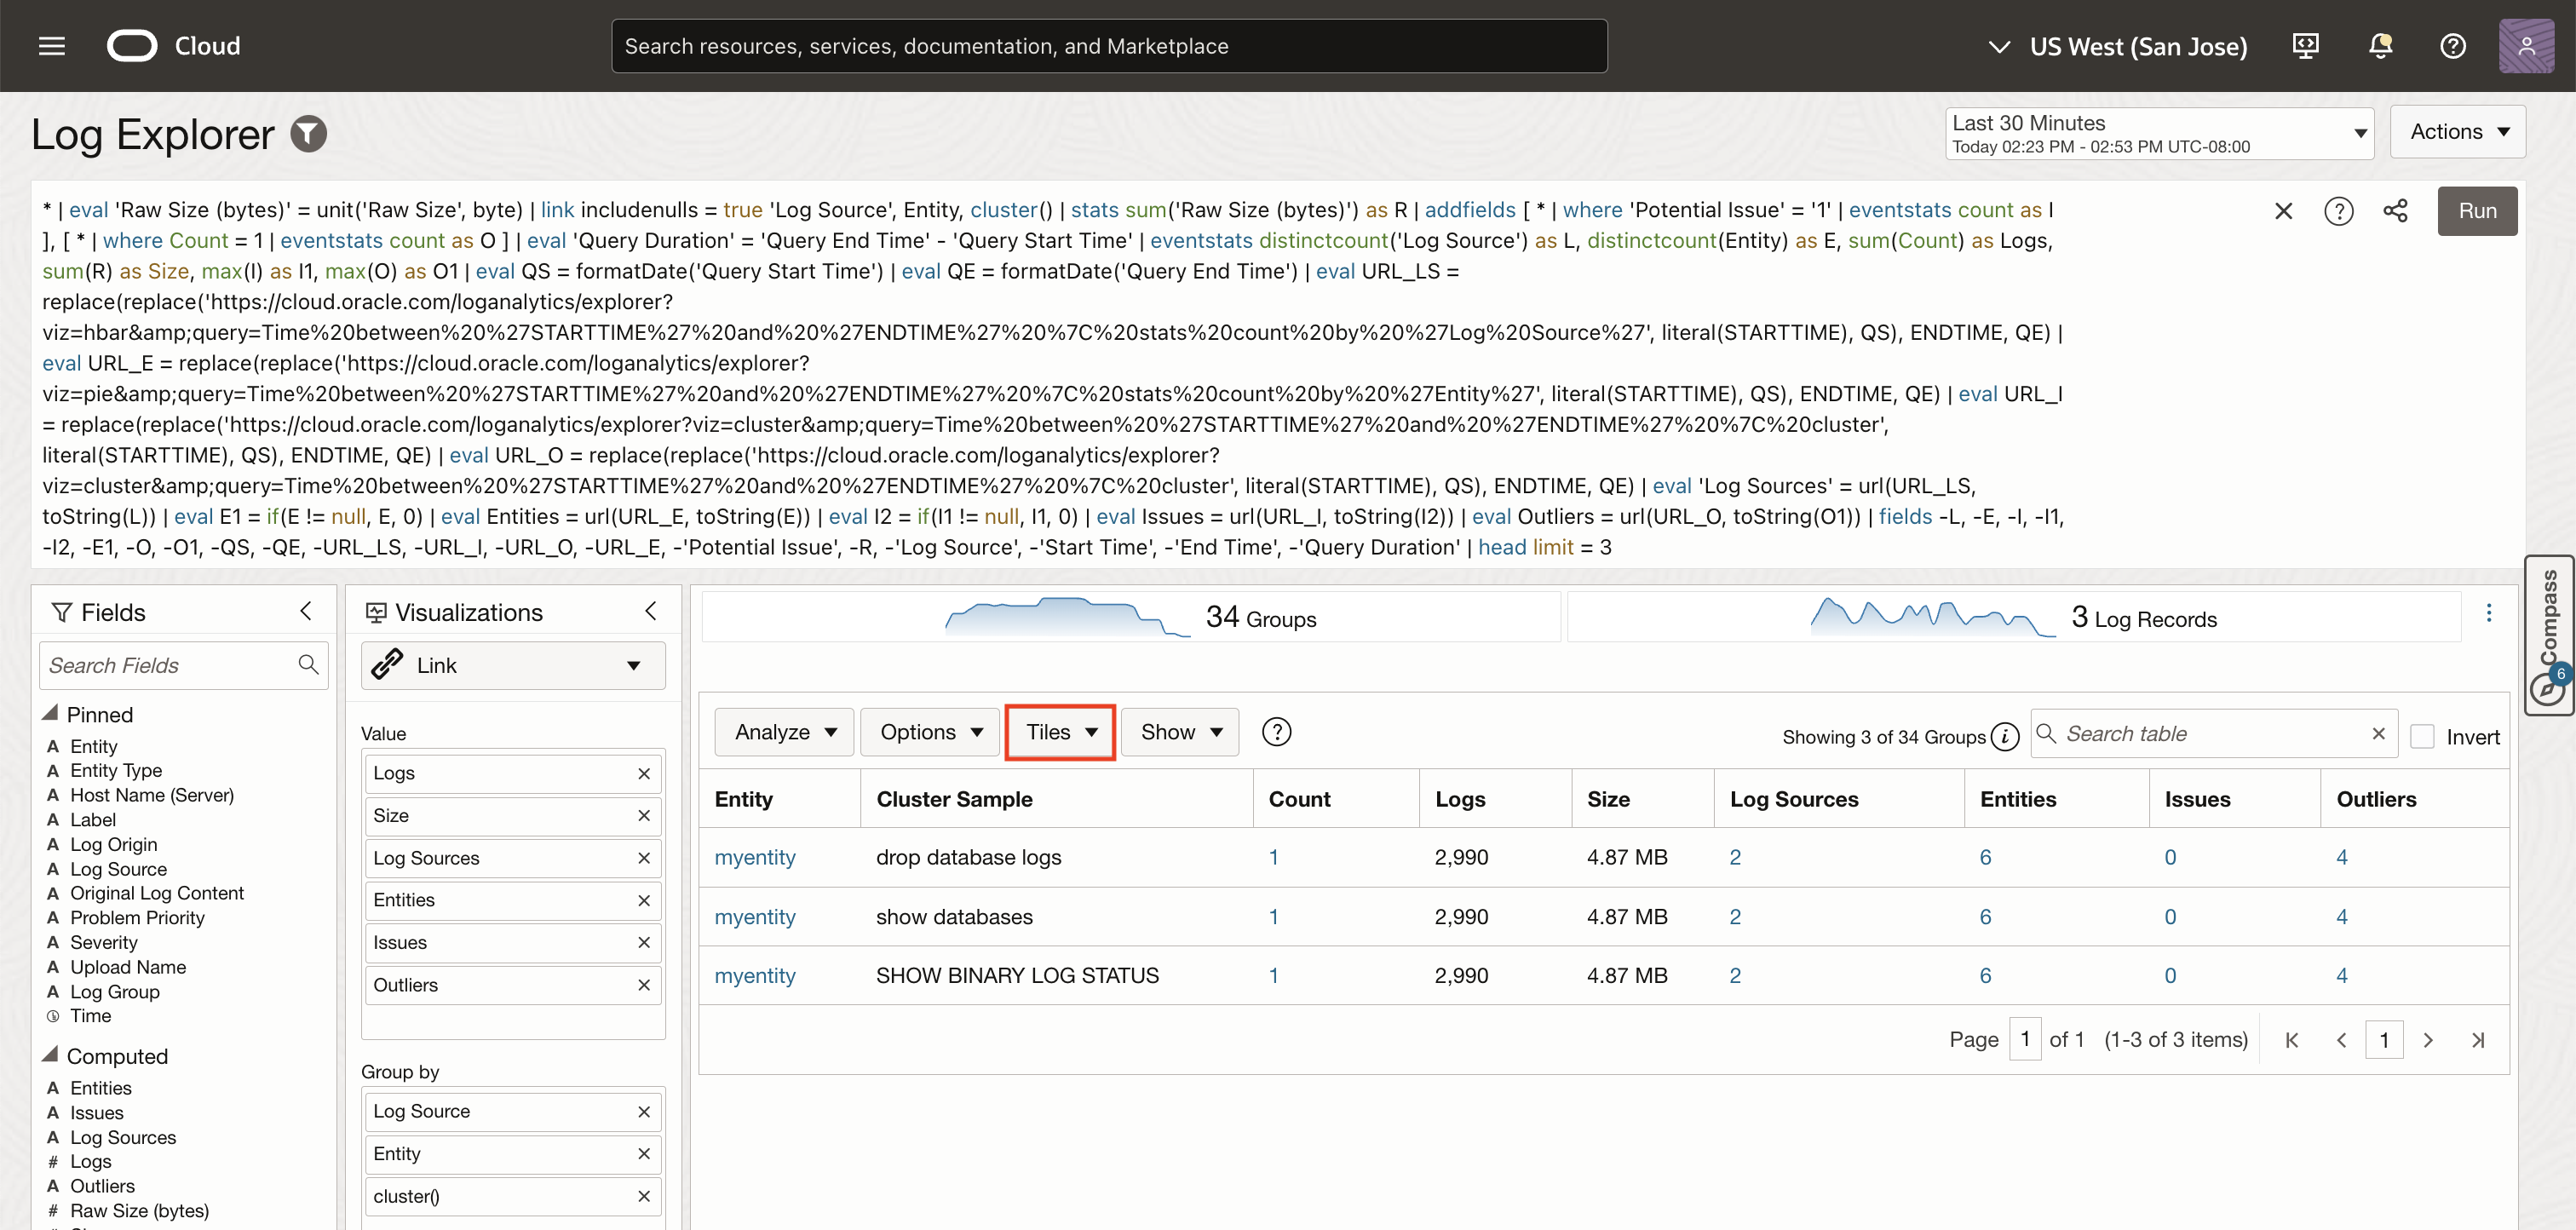 Cloud
Search resources, services, documentation, and Marketplace
US West (San Jose)
Log Explorer
Last 30 Minutes
Today 02:23 PM - 02:53 PM UTC-08:00
Actions
* | eval 'Raw Size (bytes)' = unit('Raw Size', byte) | link includenulls = true 'Log Source', Entity, cluster() | stats sum('Raw Size (bytes)') as R | addfields [ * | where 'Potential Issue' = '1' | eventstats count as I
], [ * | where Count = 1 | eventstats count as O ] | eval 'Query Duration' = 'Query End Time' - 'Query Start Time' | eventstats distinctcount('Log Source') as L, distinctcount(Entity) as E, sum(Count) as Logs,
sum(R) as Size, max(I) as I1, max(O) as O1 | eval QS = formatDate('Query Start Time') | eval QE = formatDate('Query End Time') | eval URL_LS =
replace(replace('https://cloud.oracle.com/loganalytics/explorer?
viz=hbar&amp;query=Time%20between%20%27STARTTIME%27%20and%20%27ENDTIME%27%20%7C%20stats%20count%20by%20%27Log%20Source%27', literal(STARTTIME), QS), ENDTIME, QE) |
eval URL_E = replace(replace('https://cloud.oracle.com/loganalytics/explorer?
viz=pie&amp;query=Time%20between%20%27STARTTIME%27%20and%20%27ENDTIME%27%20%7C%20stats%20count%20by%20%27Entity%27', literal(STARTTIME), QS), ENDTIME, QE) | eval URL_I
= replace(replace('https://cloud.oracle.com/loganalytics/explorer?viz=cluster&amp;query=Time%20between%20%27STARTTIME%27%20and%20%27ENDTIME%27%20%7C%20cluster',
literal(STARTTIME), QS), ENDTIME, QE) | eval URL_O = replace(replace('https://cloud.oracle.com/loganalytics/explorer?
viz=cluster&amp;query=Time%20between%20%27STARTTIME%27%20and%20%27ENDTIME%27%20%7C%20cluster', literal(STARTTIME), QS), ENDTIME, QE) | eval 'Log Sources' = url(URL_LS,
toString(L)) | eval E1 = if(E != null, E, 0) | eval Entities = url(URL_E, toString(E)) | eval I2 = if(I1 != null, I1, 0) | eval Issues = url(URL_I, toString(I2)) | eval Outliers = url(URL_O, toString(O1)) | fields -L, -E, -I, -I1,
-I2, -E1, -O, -O1, -QS, -QE, -URL_LS, -URL_I, -URL_O, -URL_E, -'Potential Issue', -R, -'Log Source', -'Start Time', -'End Time', -'Query Duration' | head limit = 3
Run
Compass
6
Fields
Search Fields
Pinned
A Entity
A Entity Type
A Host Name (Server)
A Label
A Log Origin
A Log Source
A Original Log Content
A Problem Priority
A Severity
A Upload Name
A Log Group
Time
Computed
A Entities
A Issues
A Log Sources
# Logs
A Outliers
# Raw Size (bytes)
Visualizations
Link
Value
Logs
Size
Log Sources
Entities
Issues
Outliers
Group by
Log Source
Entity
cluster()
34 Groups
3 Log Records
Analyze
Options
Tiles
Show
Showing 3 of 34 Groups
Search table
Invert
Entity Cluster Sample Count Logs Size Log Sources Entities Issues Outliers
myentity drop database logs 1 2,990 4.87 MB 2 6 0 4
myentity show databases 1 2,990 4.87 MB 2 6 0 4
myentity SHOW BINARY LOG STATUS 1 2,990 4.87 MB 2 6 0 4
Page 1 of 1 (1-3 of 3 items) 1